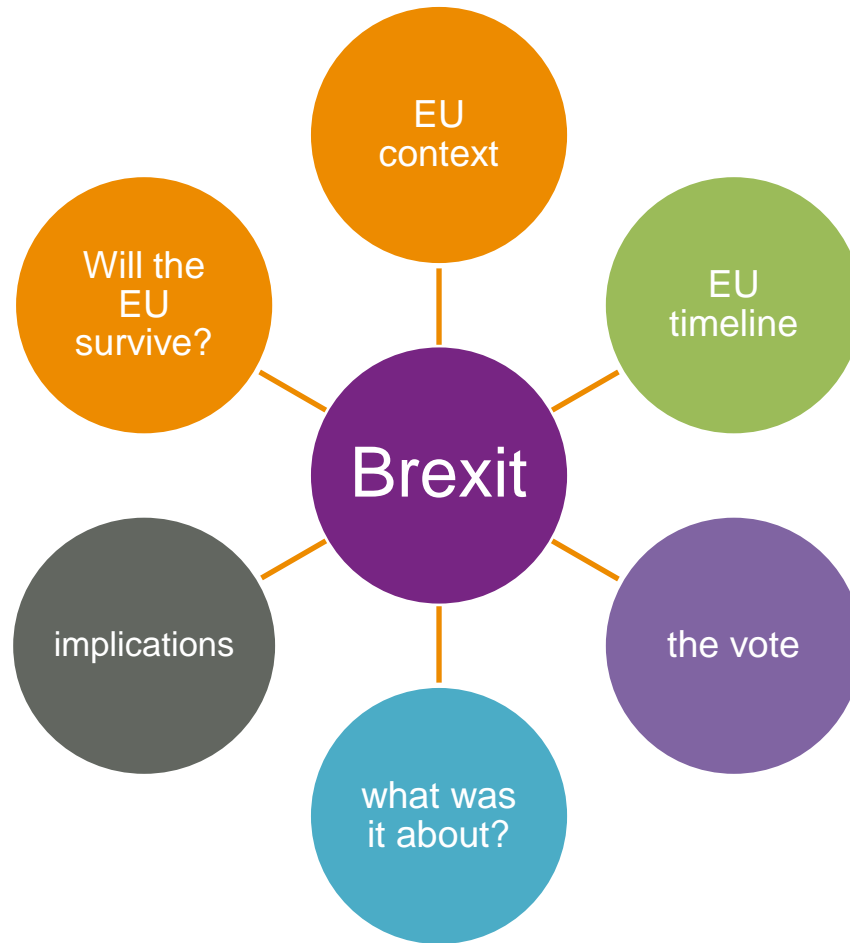 EU
context
Will the
EU
survive?
EU
timeline
Brexit
implications
the vote
what was
it about?